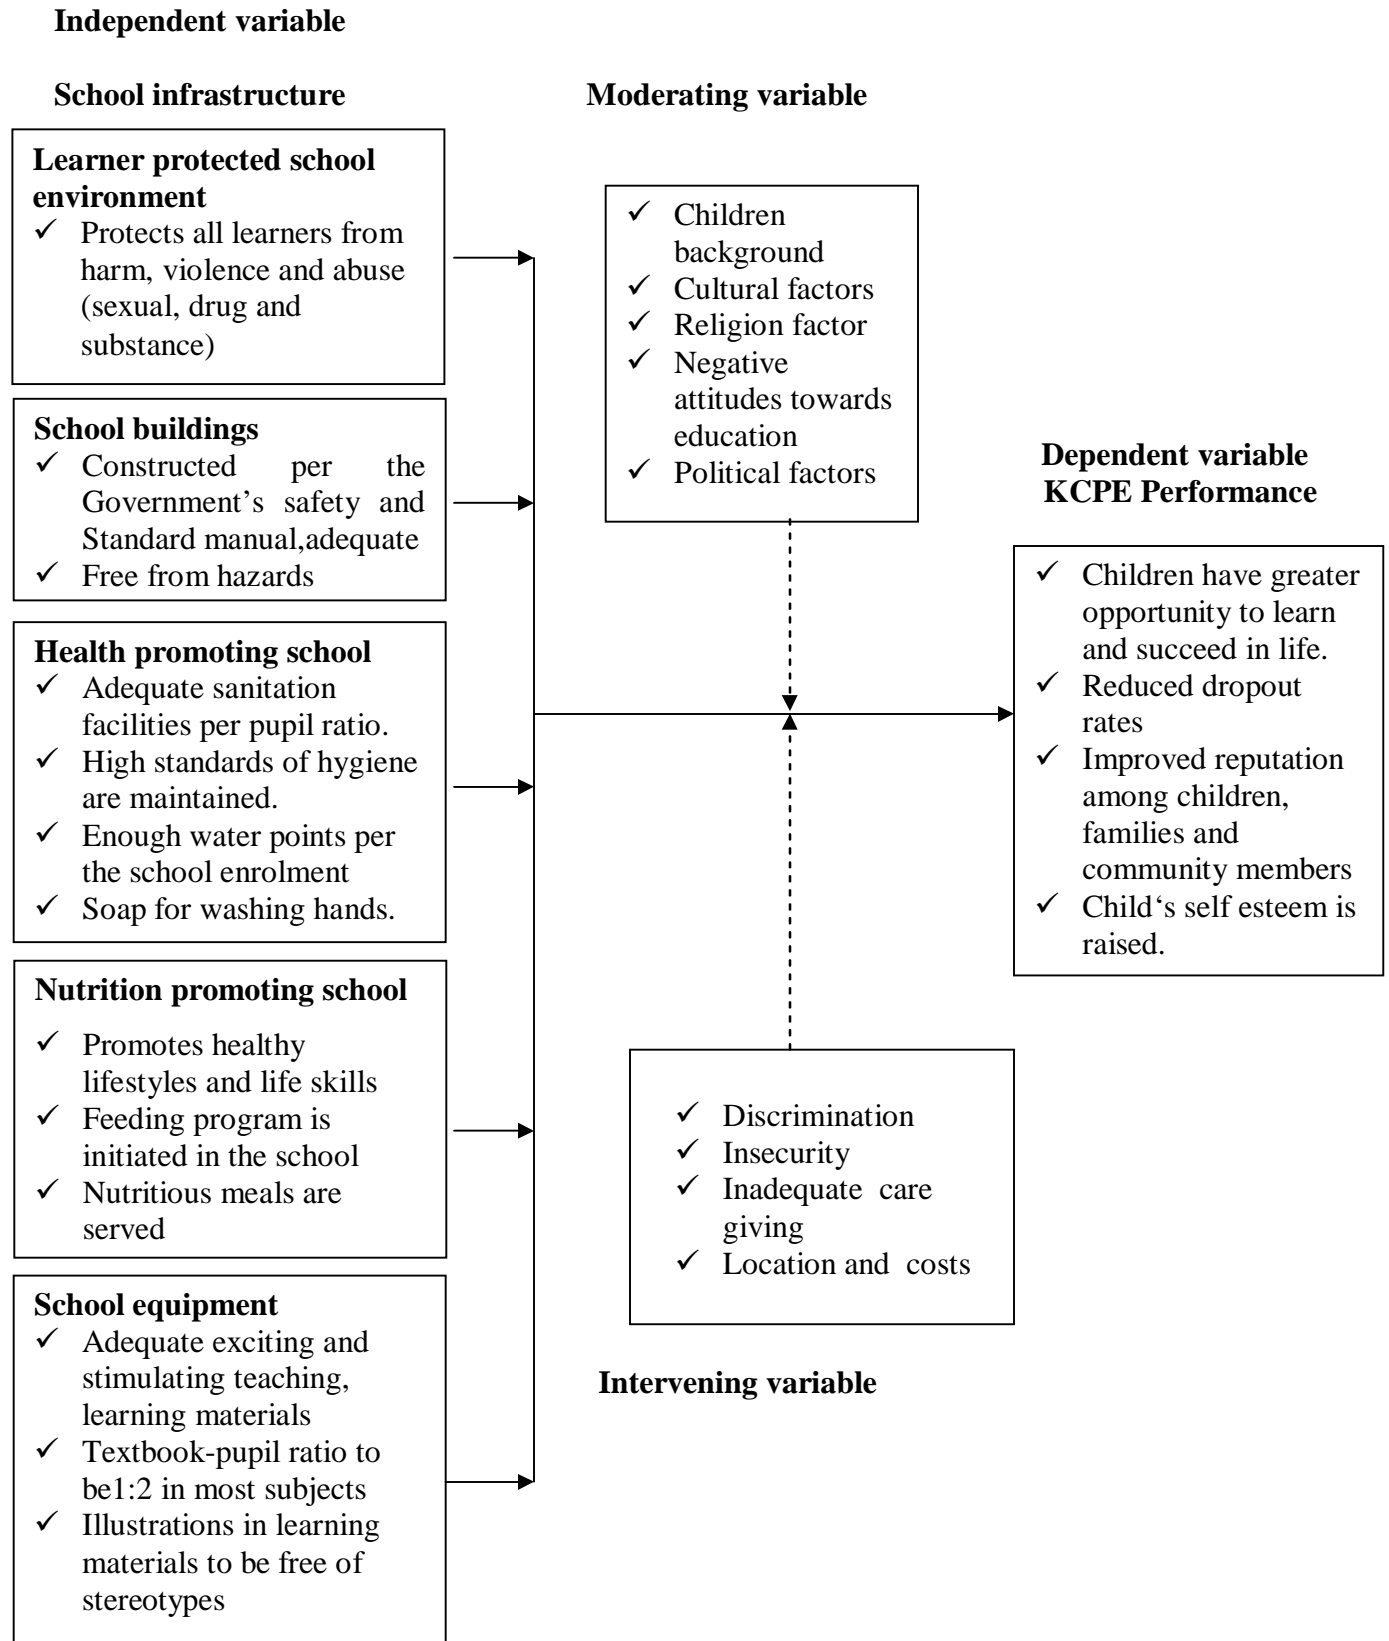 Independent variable
School infrastructure
Learner protected school
environment
✓ Protects all learners from
harm, violence and abuse
(sexual, drug and
substance)
School buildings
✓ Constructed per the
Government’s safety and
Standard manual,adequate
✓ Free from hazards
Health promoting school
✓ Adequate sanitation
facilities per pupil ratio.
✓ High standards of hygiene
are maintained.
✓ Enough water points per
the school enrolment
✓ Soap for washing hands.
Nutrition promoting school
✓ Promotes healthy
lifestyles and life skills
✓ Feeding program is
initiated in the school
✓ Nutritious meals are
served
School equipment
✓ Adequate exciting and
stimulating teaching,
learning materials
✓ Textbook-pupil ratio to
be1:2 in most subjects
✓ Illustrations in learning
materials to be free of
stereotypes
Moderating variable
✓ Children
background
✓ Cultural factors
✓ Religion factor
✓ Negative
attitudes towards
education
✓ Political factors
✓ Discrimination
✓ Insecurity
✓ Inadequate care
giving
✓ Location and costs
Intervening variable
Dependent variable
KCPE Performance
✓ Children have greater
opportunity to learn
and succeed in life.
✓ Reduced dropout
rates
✓ Improved reputation
among children,
families and
community members
✓ Child‘s self esteem is
raised.